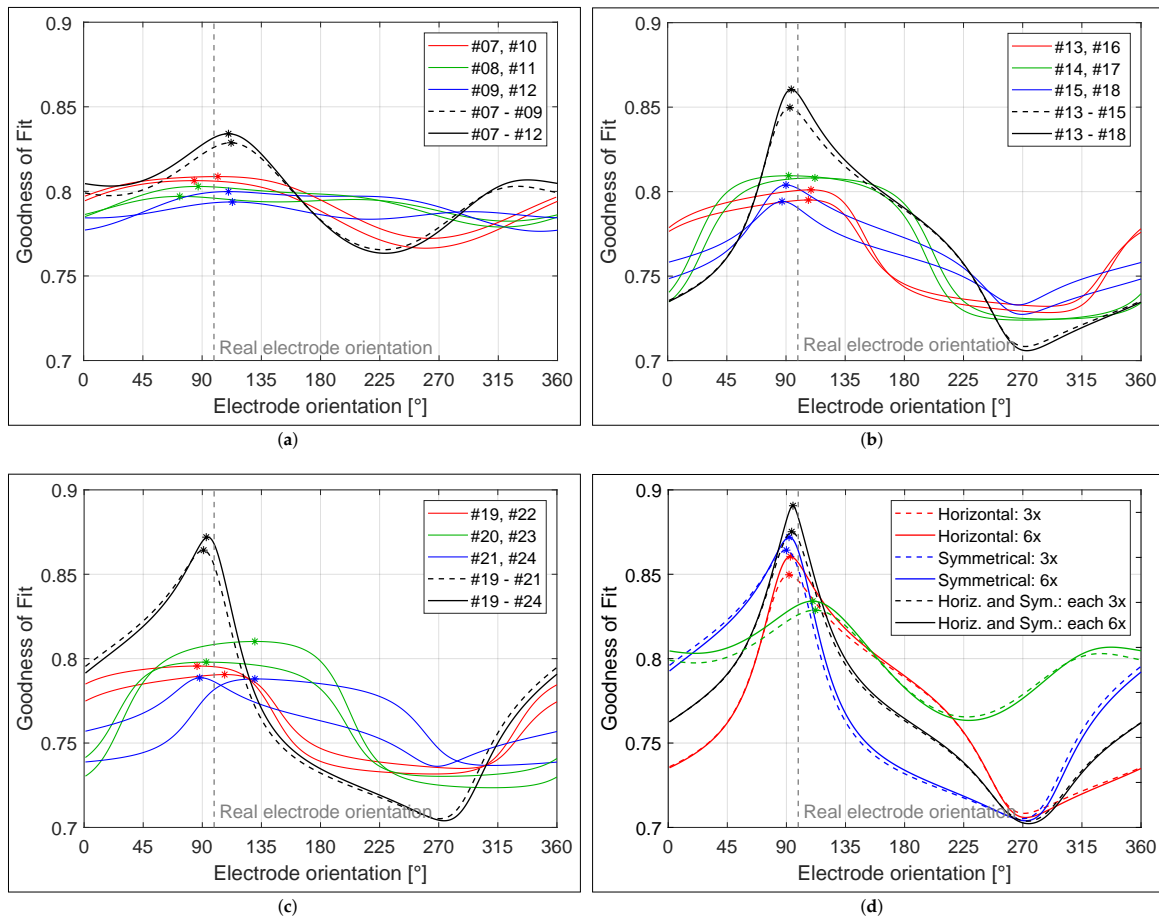 0.9
0.85
0.8
0.75
0.7
Goodness of Fit
#07, #10
#08, #11
#09, #12
#07 - #09
#07 - #12
Real electrode orientation
0 45 90 135 180 225 270 315 360
Electrode orientation [°]
(a)
0.9
0.85
0.8
0.75
0.7
Goodness of Fit
#13, #16
#14, #17
#15, #18
#13 - #15
#13 - #18
Real electrode orientation
0 45 90 135 180 225 270 315 360
Electrode orientation [°]
(b)
0.9
0.85
0.8
0.75
0.7
Goodness of Fit
#19, #22
#20, #23
#21, #24
#19 - #21
#19 - #24
Real electrode orientation
0 45 90 135 180 225 270 315 360
Electrode orientation [°]
(c)
0.9
0.85
0.8
0.75
0.7
Goodness of Fit
Horizontal: 3x
Horizontal: 6x
Symmetrical: 3x
Symmetrical: 6x
Horiz. and Sym.: each 3x
Horiz. and Sym.: each 6x
Real electrode orientation
0 45 90 135 180 225 270 315 360
Electrode orientation [°]
(d)